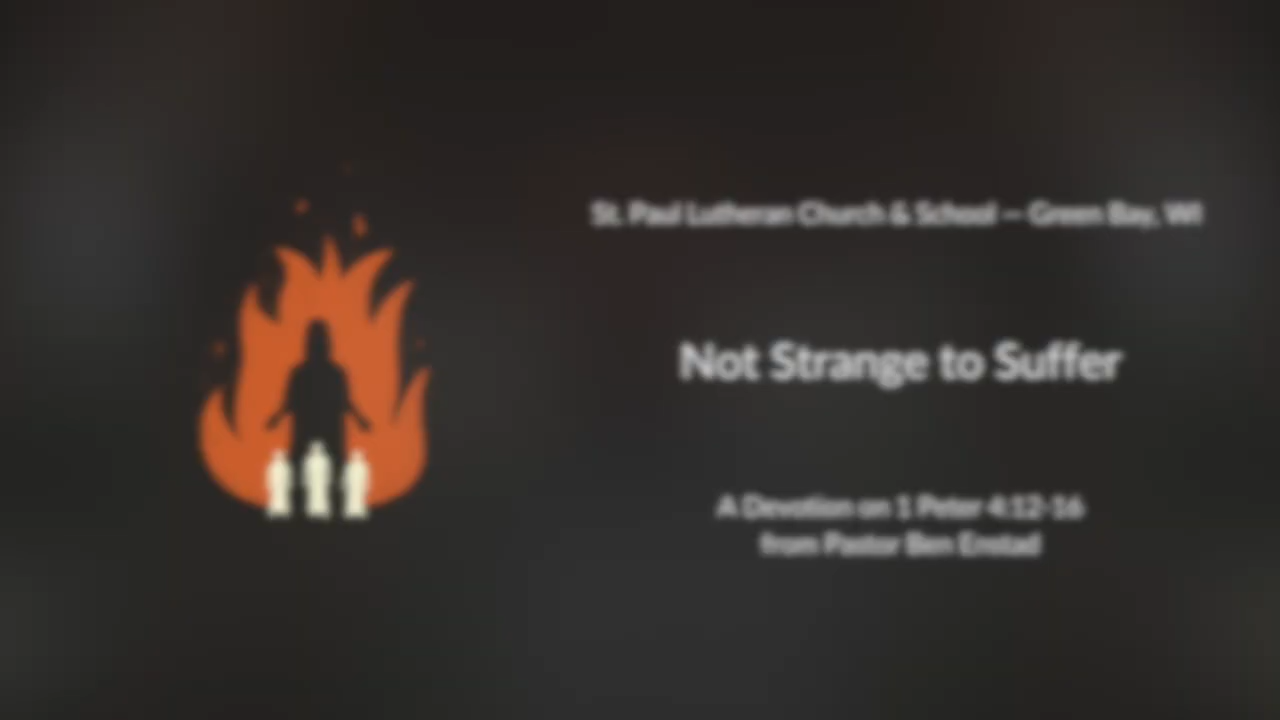 St. Paul Lutheran Church & School – Green Bay, WI
Not Strange to Suffer
A Devotion on 1 Peter 4:12-16
from Pastor Ben Enstad